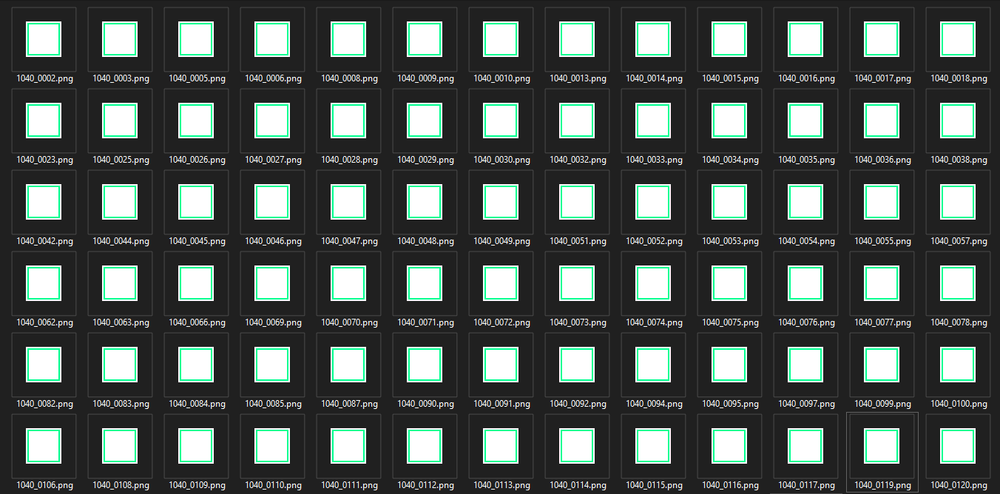 1040_0002.png 1040_0003.png 1040_0005.png 1040_0006.png 1040_0008.png 1040_0009.png 1040_0010.png 1040_0013.png 1040_0014.png 1040_0015.png 1040_0016.png 1040_0017.png 1040_0018.png
1040_0023.png 1040_0025.png 1040_0026.png 1040_0027.png 1040_0028.png 1040_0029.png 1040_0030.png 1040_0032.png 1040_0033.png 1040_0034.png 1040_0035.png 1040_0036.png 1040_0038.png
1040_0042.png 1040_0044.png 1040_0045.png 1040_0046.png 1040_0047.png 1040_0048.png 1040_0049.png 1040_0051.png 1040_0052.png 1040_0053.png 1040_0054.png 1040_0055.png 1040_0057.png
1040_0062.png 1040_0063.png 1040_0066.png 1040_0069.png 1040_0070.png 1040_0071.png 1040_0072.png 1040_0073.png 1040_0074.png 1040_0075.png 1040_0076.png 1040_0077.png 1040_0078.png
1040_0082.png 1040_0083.png 1040_0084.png 1040_0085.png 1040_0087.png 1040_0090.png 1040_0091.png 1040_0092.png 1040_0094.png 1040_0095.png 1040_0097.png 1040_0099.png 1040_0100.png
1040_0106.png 1040_0108.png 1040_0109.png 1040_0110.png 1040_0111.png 1040_0112.png 1040_0113.png 1040_0114.png 1040_0115.png 1040_0116.png 1040_0117.png 1040_0119.png 1040_0120.png